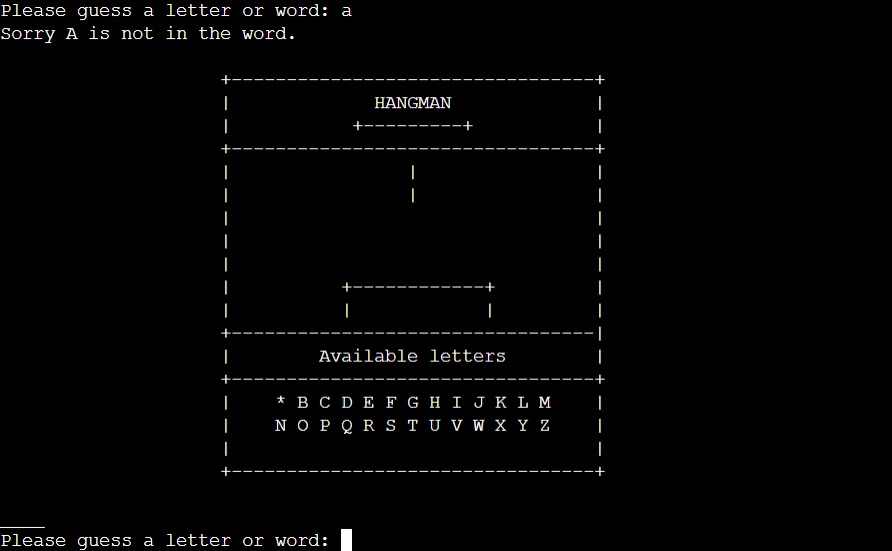 Please guess a letter or word: a
Sorry A is not in the word.
+---------------------------------+
|             HANGMAN             |
|           +---------+           |
+---------------------------------+
|                |                |
|                |                |
|                                 |
|                                 |
|                                 |
|          +------------+         |
|          |            |         |
+---------------------------------|
|        Available letters        |
+---------------------------------+
|    * B C D E F G H I J K L M    |
|    N O P Q R S T U V W X Y Z    |
|                                 |
+---------------------------------+
____
Please guess a letter or word: